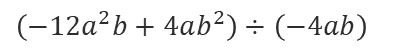 (−12a²b + 4ab²) ÷ (−4ab)